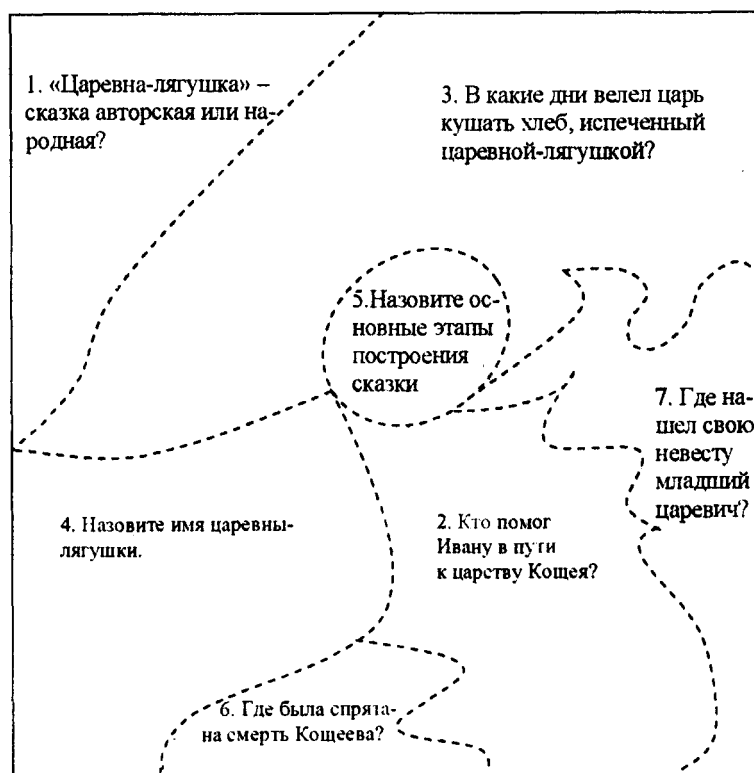 1. «Царевна-лягушка» –
сказка авторская или на-
родная?
3. В какие дни велел царь
кушать хлеб, испеченный
царевной-лягушкой?
5.Назовите ос-
новные этапы
построения
сказки
7. Где на-
шел свою
невесту
младший
царевич?
4. Назовите имя царевны-
лягушки.
2. Кто помог
Ивану в пути
к царству Кощея?
6. Где была спрята-
на смерть Кощеева?